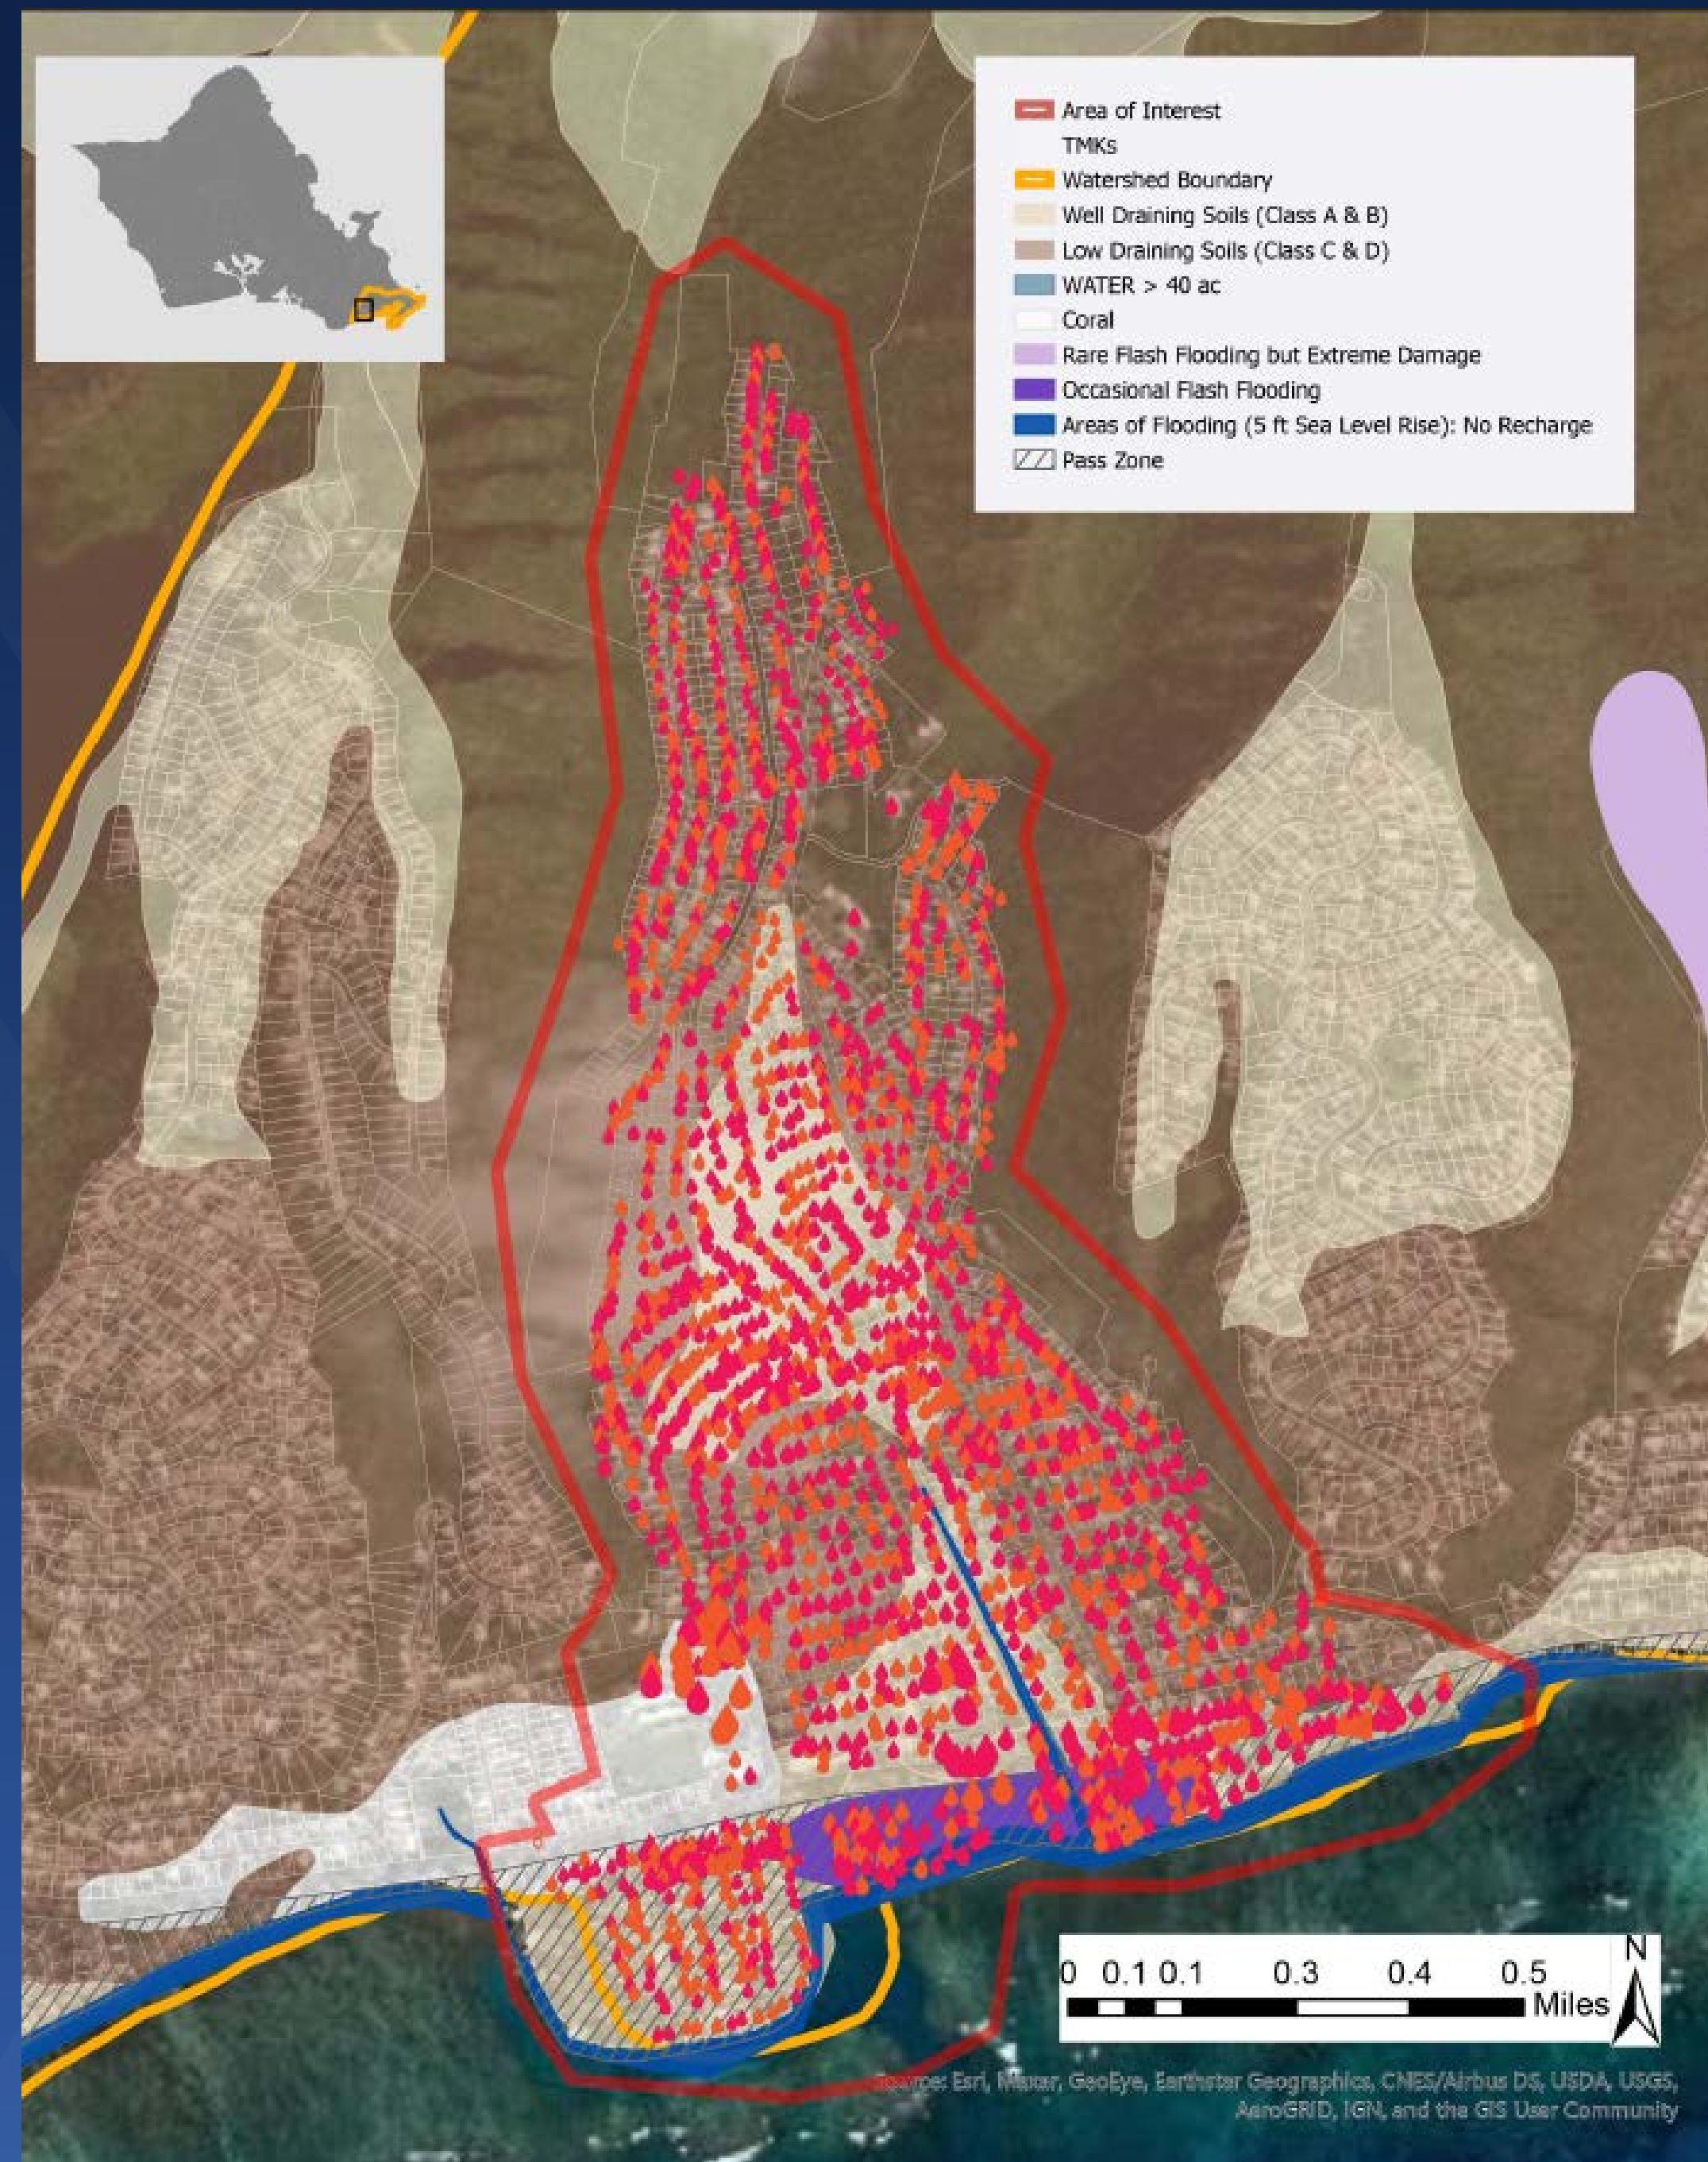 Area of Interest
TMKs
Watershed Boundary
Well Draining Soils (Class A & B)
Low Draining Soils (Class C & D)
WATER > 40 ac
Coral
Rare Flash Flooding but Extreme Damage
Occasional Flash Flooding
Areas of Flooding (5 ft Sea Level Rise): No Recharge
Pass Zone
N
0 0.1 0.1 0.3 0.4 0.5
Miles
Source: Esri, Maxar, GeoEye, Earthstar Geographics, CNES/Airbus DS, USDA, USGS,
AeroGRID, IGN, and the GIS User Community